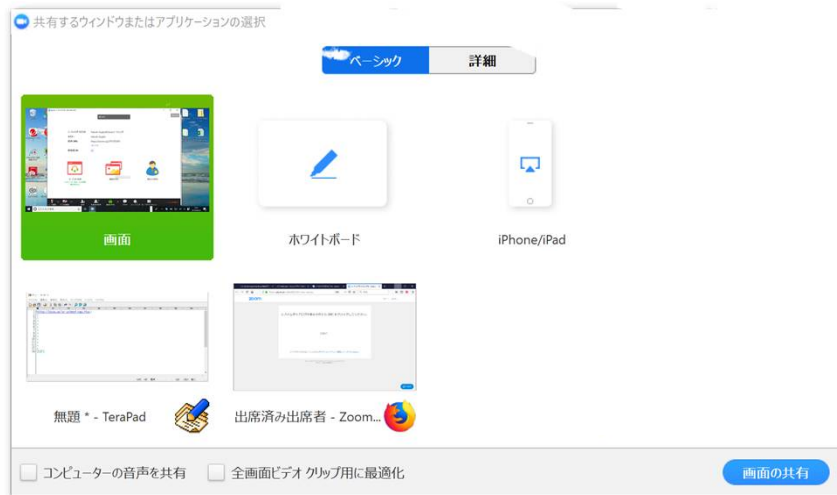 共有するウィンドウまたはアプリケーションの選択
ベーシック
詳細
画面
ホワイトボード
iPhone/iPad
無題 * - TeraPad
出席済み出席者 - Zoom...
コンピューターの音声を共有
全画面ビデオ クリップ用に最適化
画面の共有